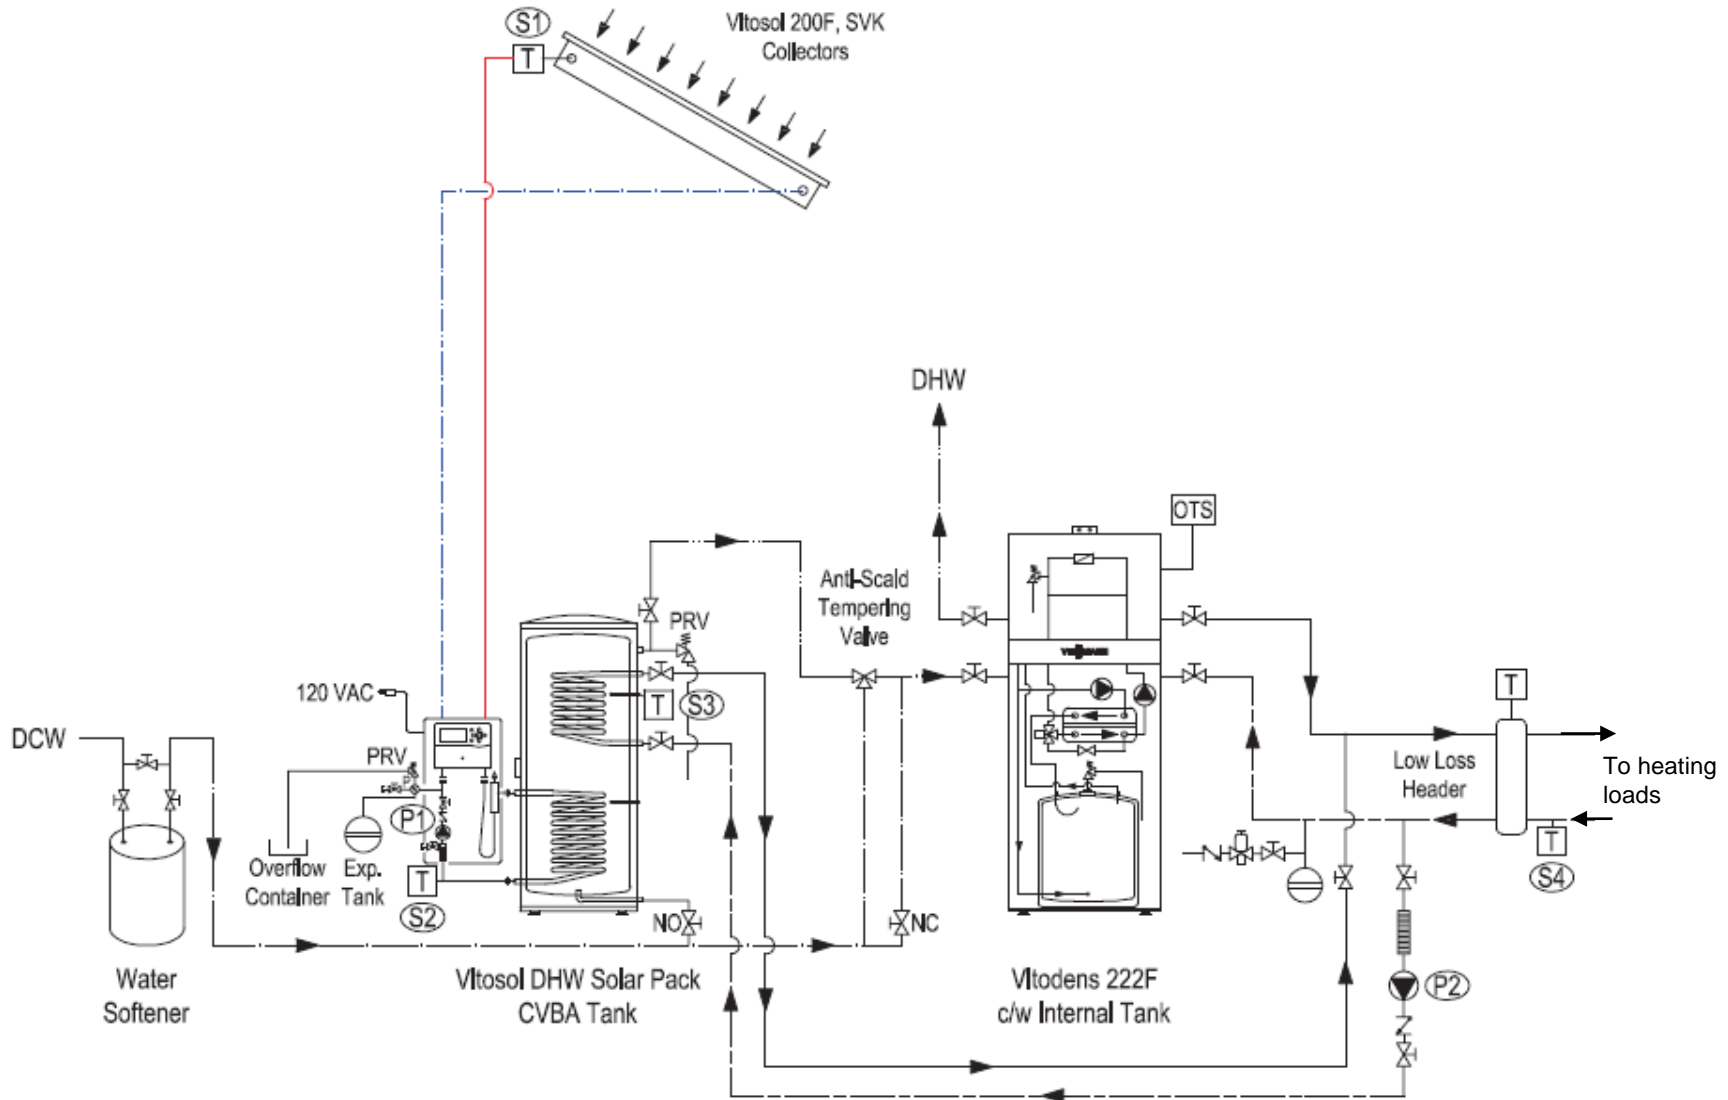 S1
T
Vitosol 200F, SVK
Collectors
DHW
OTS
Anti-Scald
Tempering
Valve
PRV
120 VAC
T
S3
T
DCW
PRV
P
P1
Low Loss
Header
To heating
loads
Overflow
Container
Exp.
Tank
T
S2
T
S4
NO
NC
Water
Softener
Vitosol DHW Solar Pack
CVBA Tank
Vitodens 222F
c/w Internal Tank
P2